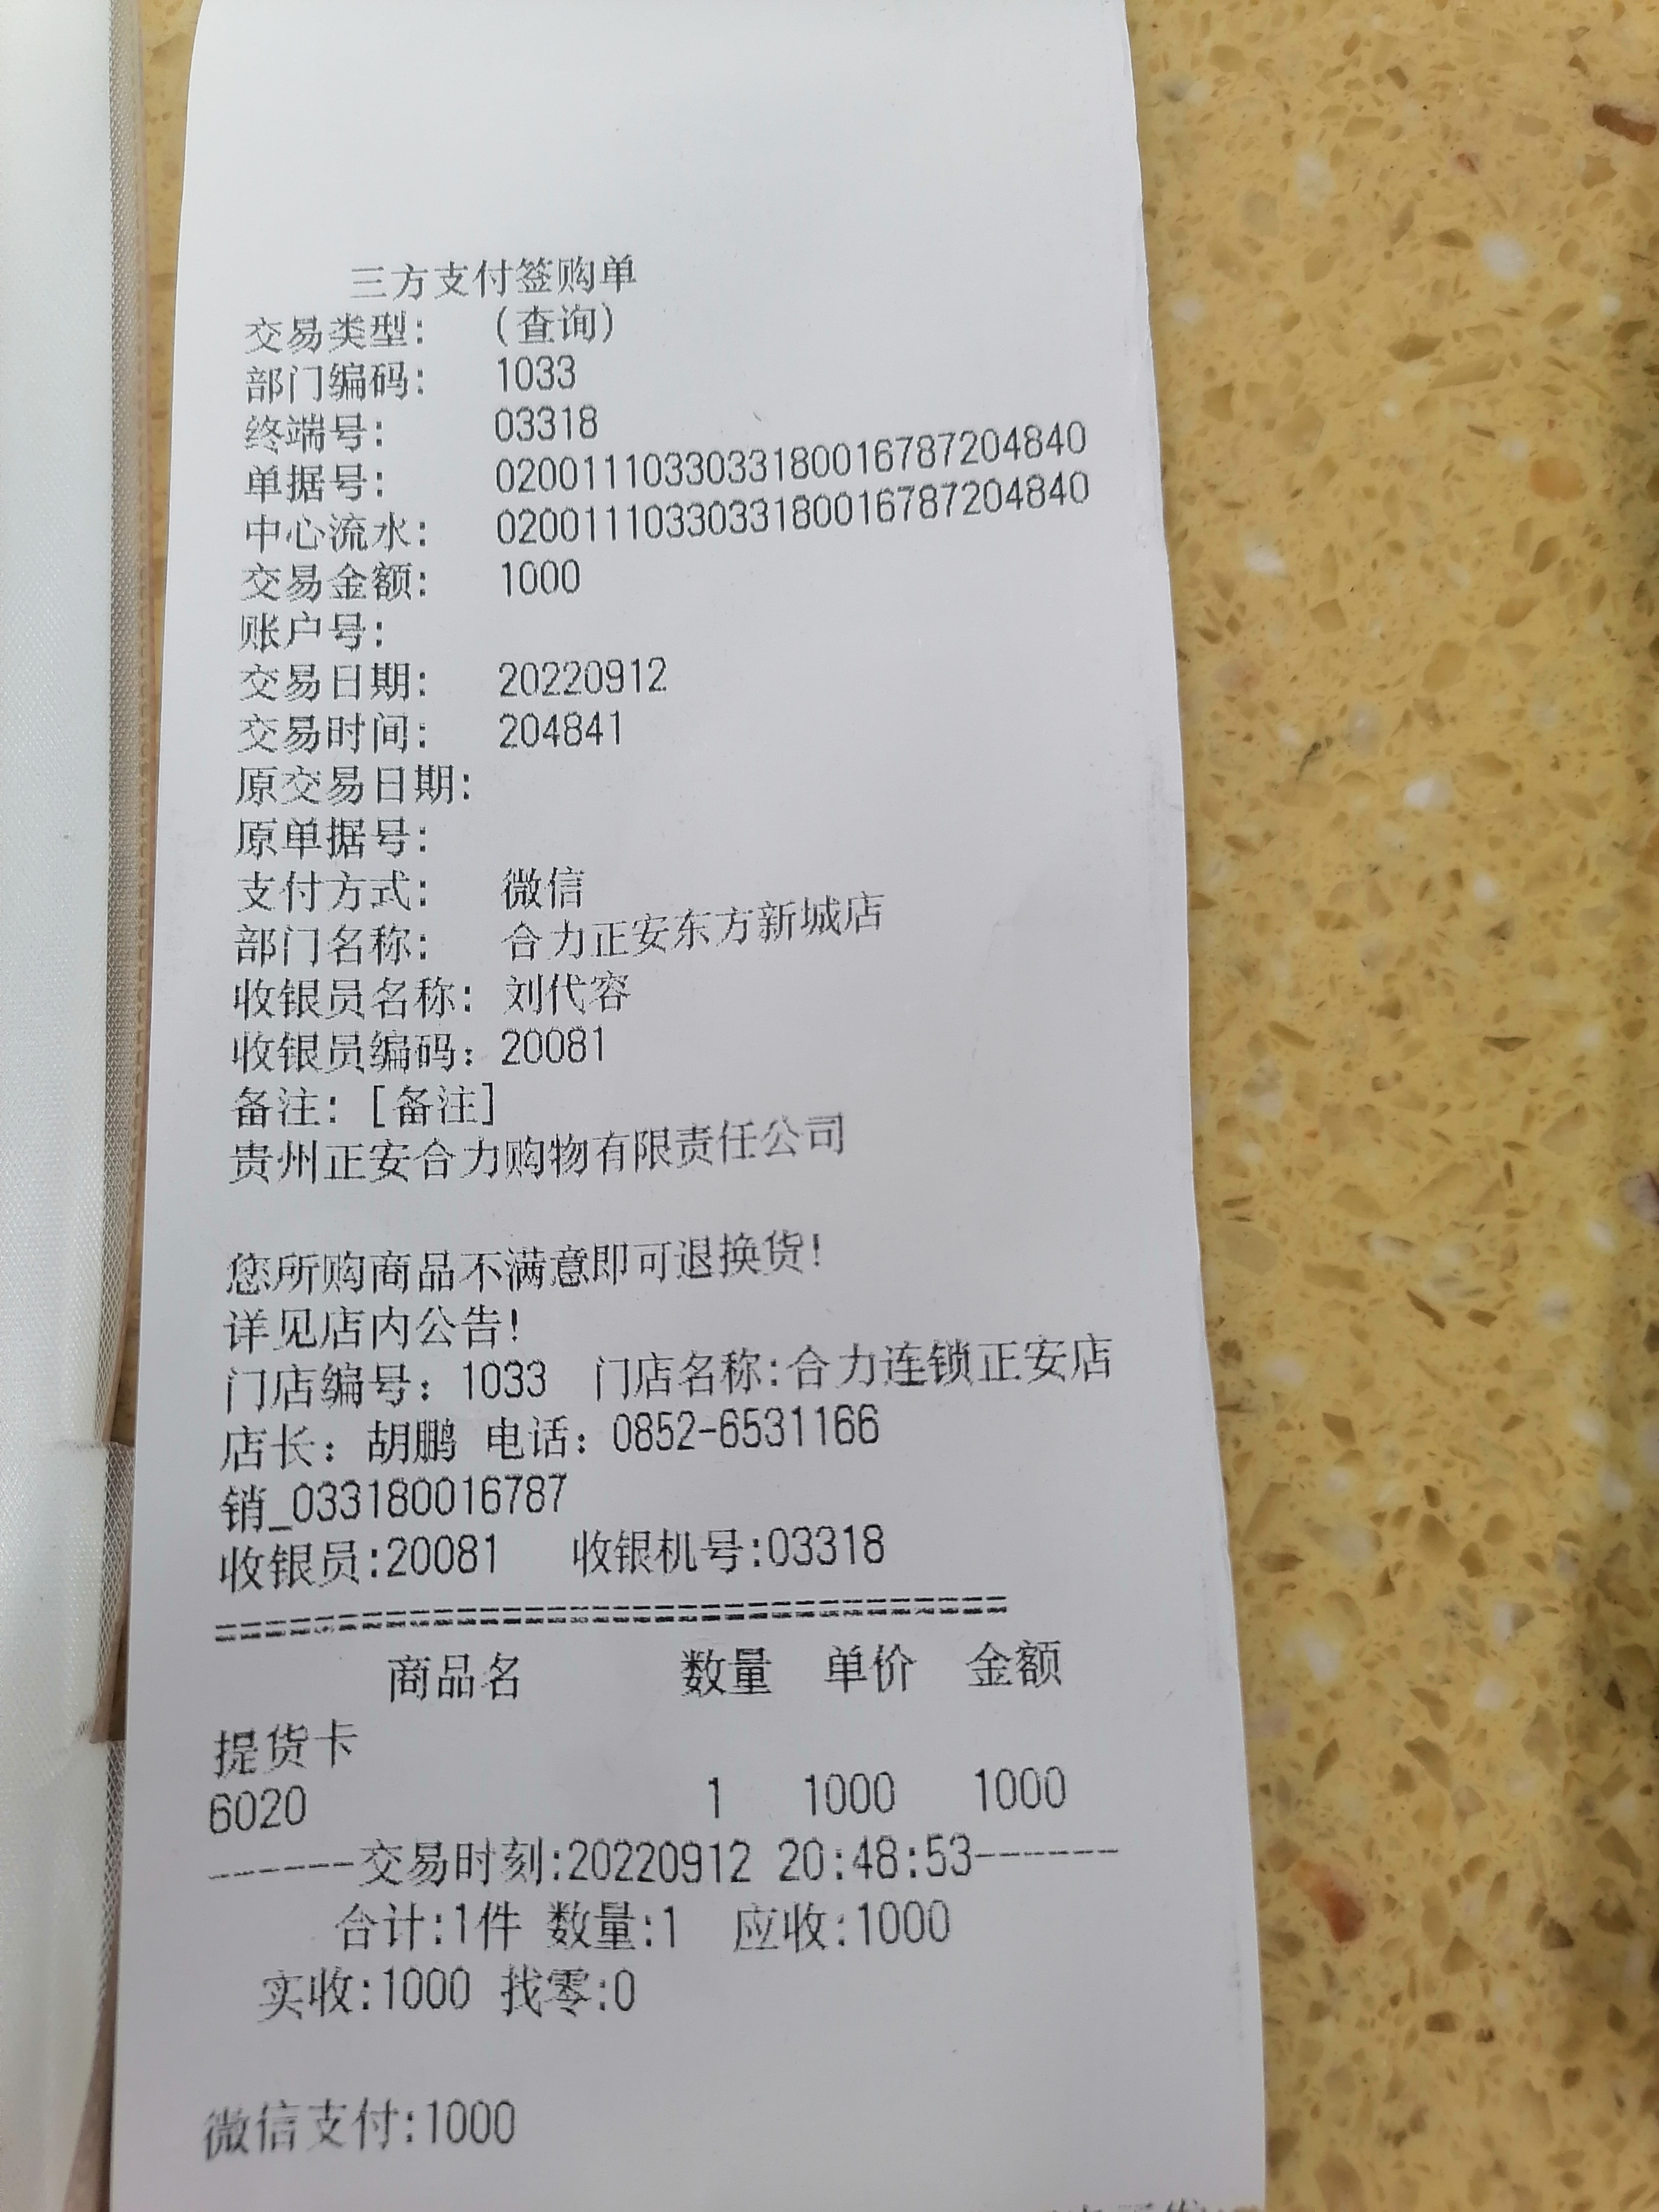 三方支付签购单
交易类型: (查询)
部门编码: 1033
终端号: 03318
单据号: 0200111033033180016787204840
中心流水: 0200111033033180016787204840
交易金额: 1000
账户号:
交易日期: 20220912
交易时间: 204841
原交易日期:
原单据号:
支付方式: 微信
部门名称: 合力正安东方新城店
收银员名称: 刘代容
收银员编码: 20081
备注: [备注]
贵州正安合力购物有限责任公司
您所购商品不满意即可退换货!
详见店内公告!
门店编号: 1033 门店名称:合力连锁正安店
店长: 胡鹏 电话: 0852-6531166
销_033180016787
收银员:20081 收银机号:03318
===================================
商品名 数量 单价 金额
提货卡
6020 1 1000 1000
------交易时刻:20220912 20:48:53------
合计:1件 数量:1 应收:1000
实收:1000 找零:0
微信支付:1000